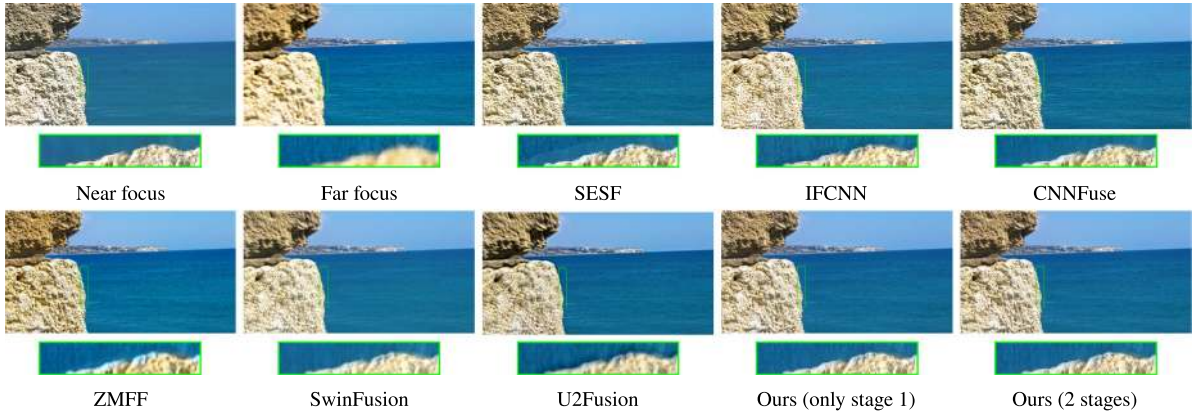 Near focus
Far focus
SESF
IFCNN
CNNFuse
ZMFF
SwinFusion
U2Fusion
Ours (only stage 1)
Ours (2 stages)